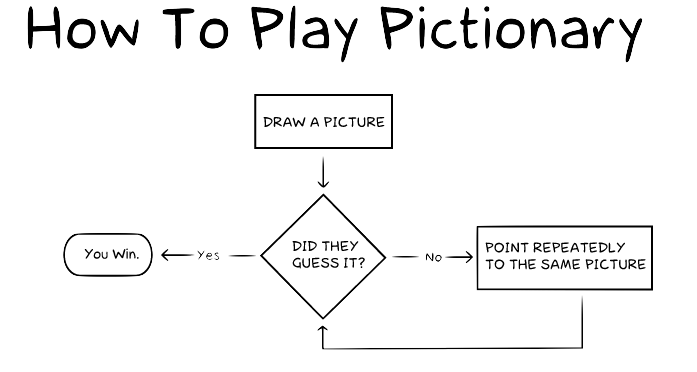 How To Play Pictionary
DRAW A PICTURE
DID THEY
GUESS IT?
Yes
You Win.
No
POINT REPEATEDLY
TO THE SAME PICTURE